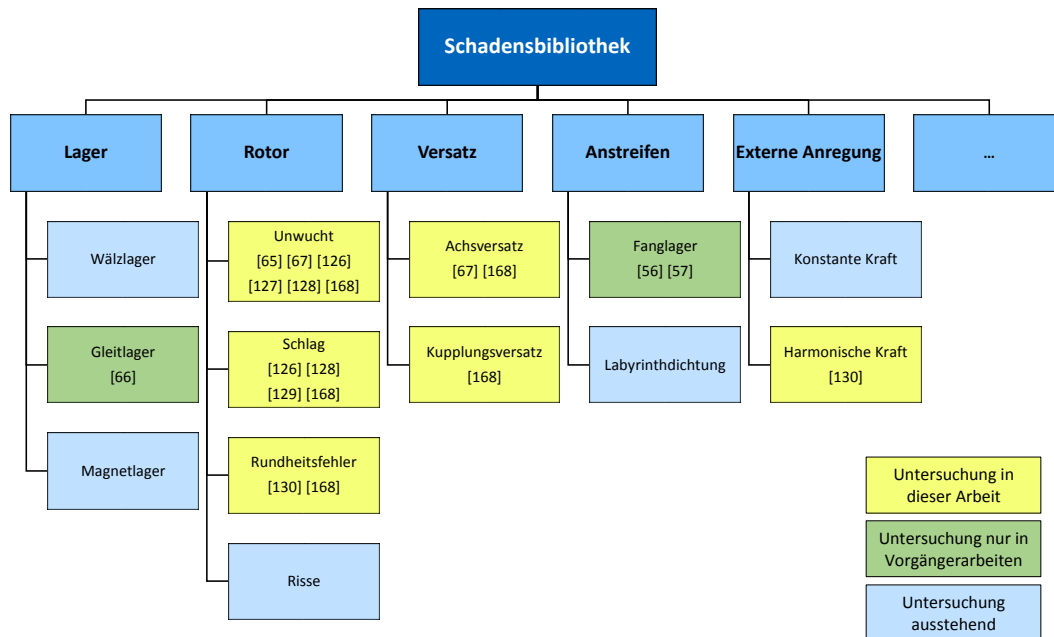 Schadensbibliothek
Lager
Rotor
Versatz
Anstreifen
Externe Anregung
...
Wälzlager
Gleitlager
[66]
Magnetlager
Unwucht
[65] [67] [126]
[127] [128] [168]
Schlag
[126] [128]
[129] [168]
Rundheitsfehler
[130] [168]
Risse
Achsversatz
[67] [168]
Kupplungsversatz
[168]
Fanglager
[56] [57]
Labyrinthdichtung
Konstante Kraft
Harmonische Kraft
[130]
Untersuchung in
dieser Arbeit
Untersuchung nur in
Vorgängerarbeiten
Untersuchung
ausstehend